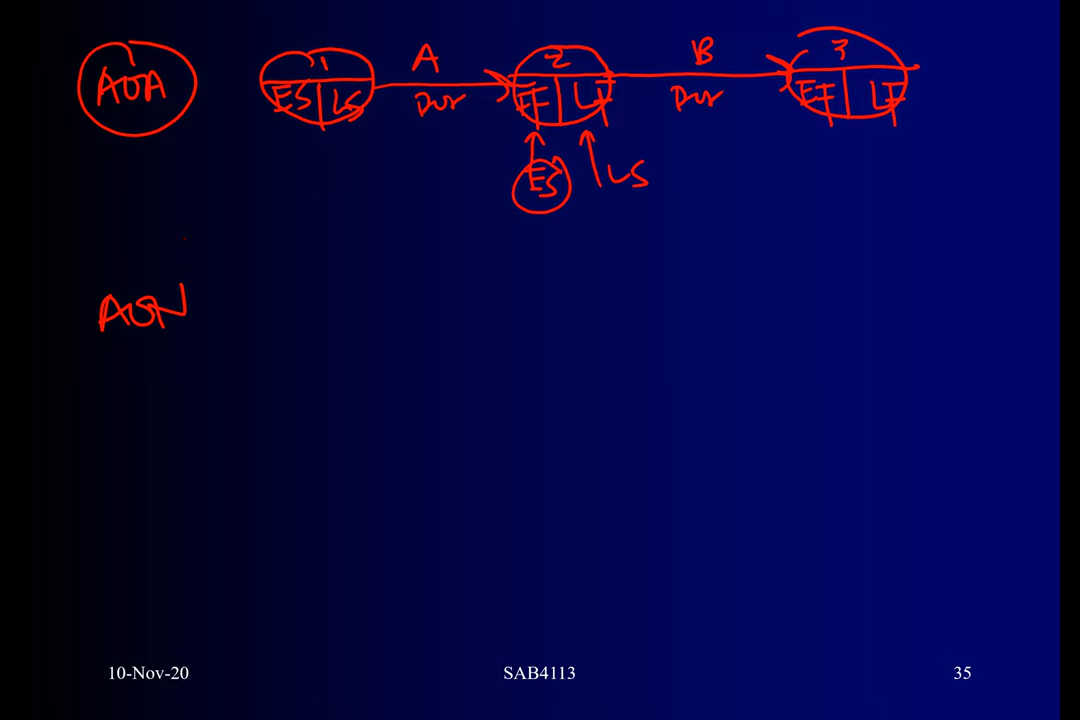 AOA
1 A 2 B 3
ES LS Dur EF LF Dur EF LF
ES LS
AON
10-Nov-20 SAB4113 35